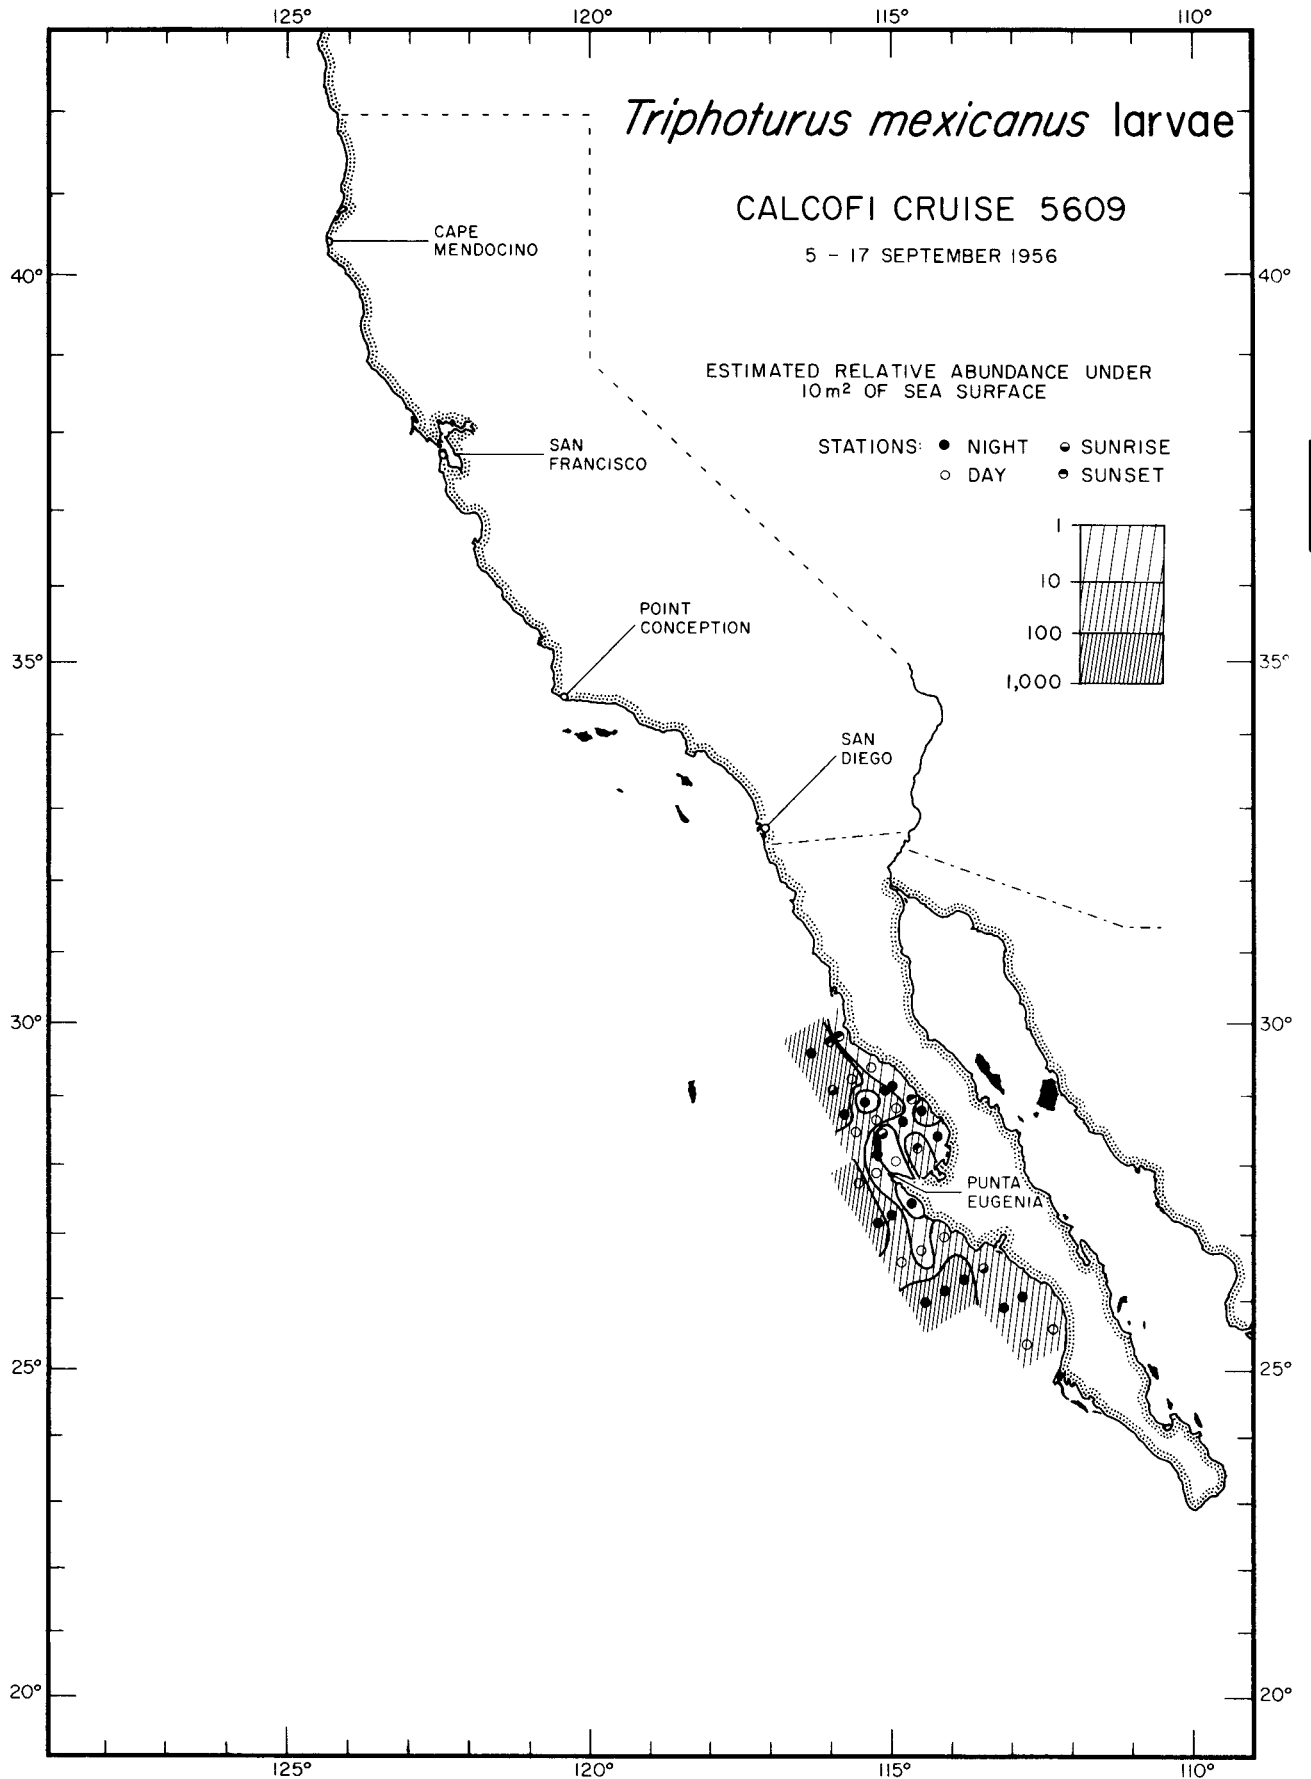 125° 120° 115° 110°
Triphoturus mexicanus larvae
CALCOFI CRUISE 5609
5 - 17 SEPTEMBER 1956
CAPE
MENDOCINO
40° 40°
ESTIMATED RELATIVE ABUNDANCE UNDER
10m² OF SEA SURFACE
STATIONS: ● NIGHT ◒ SUNRISE
○ DAY ◓ SUNSET
SAN
FRANCISCO
1
10
100
1,000
POINT
CONCEPTION
35° 35°
SAN
DIEGO
30° 30°
PUNTA
EUGENIA
25° 25°
20° 20°
125° 120° 115° 110°